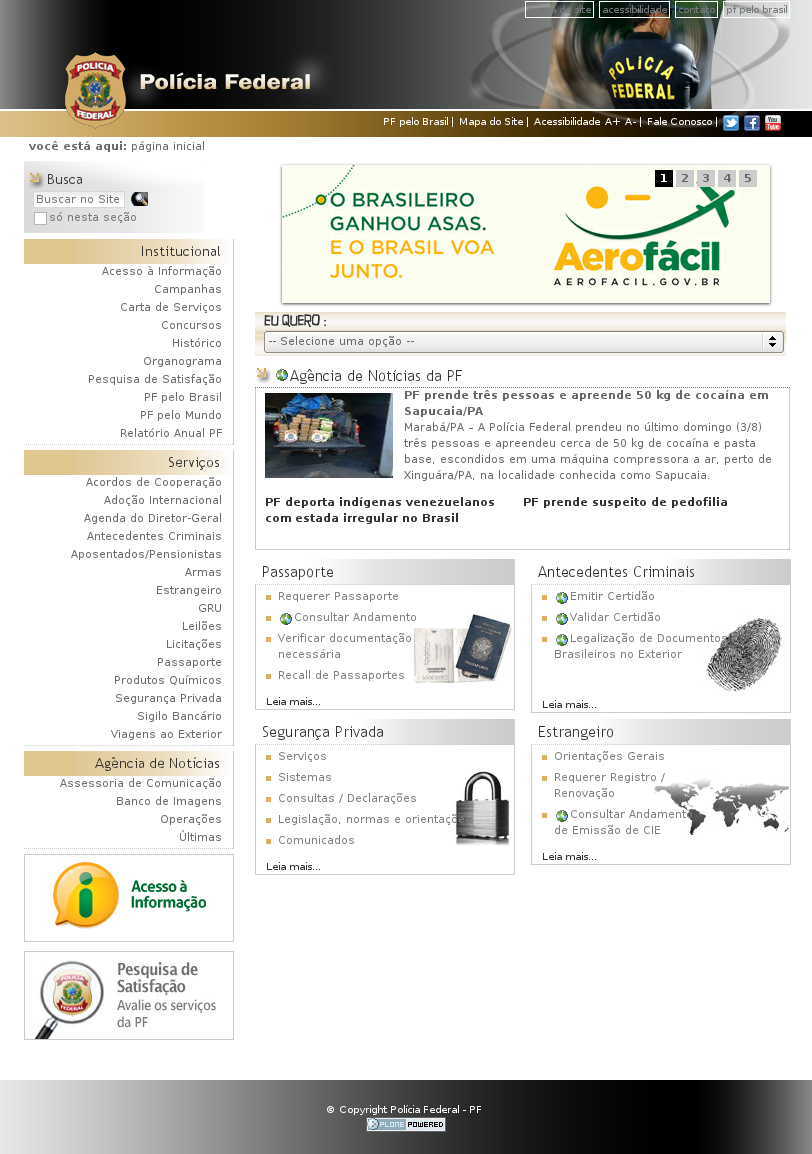 de site acessibilidade contato pf pelo brasil
POLÍCIA
FEDERAL
POLICIA
FEDERAL
Polícia Federal
PF pelo Brasil | Mapa do Site | Acessibilidade A+ A- | Fale Conosco |
You
Tube
você está aqui: página inicial
Busca
Buscar no Site
só nesta seção
Institucional
Acesso à Informação
Campanhas
Carta de Serviços
Concursos
Histórico
Organograma
Pesquisa de Satisfação
PF pelo Brasil
PF pelo Mundo
Relatório Anual PF
Serviços
Acordos de Cooperação
Adoção Internacional
Agenda do Diretor-Geral
Antecedentes Criminais
Aposentados/Pensionistas
Armas
Estrangeiro
GRU
Leilões
Licitações
Passaporte
Produtos Químicos
Segurança Privada
Sigilo Bancário
Viagens ao Exterior
Agência de Notícias
Assessoria de Comunicação
Banco de Imagens
Operações
Últimas
Acesso à
Informação
Pesquisa de
Satisfação
Avalie os serviços
da PF
POLICIA
FEDERAL
1 2 3 4 5
O BRASILEIRO
GANHOU ASAS.
E O BRASIL VOA
JUNTO.
Aerofácil
AEROFACIL.GOV.BR
EU QUERO :
-- Selecione uma opção --
Agência de Notícias da PF
PF prende três pessoas e apreende 50 kg de cocaína em
Sapucaia/PA
Marabá/PA – A Polícia Federal prendeu no último domingo (3/8)
três pessoas e apreendeu cerca de 50 kg de cocaína e pasta
base, escondidos em uma máquina compressora a ar, perto de
Xinguára/PA, na localidade conhecida como Sapucaia.
PF deporta indígenas venezuelanos
com estada irregular no Brasil
PF prende suspeito de pedofilia
Passaporte
Requerer Passaporte
Consultar Andamento
Verificar documentação
necessária
Recall de Passaportes
Leia mais...
PASSAPORTE
Antecedentes Criminais
Emitir Certidão
Validar Certidão
Legalização de Documentos
Brasileiros no Exterior
Leia mais...
Segurança Privada
Serviços
Sistemas
Consultas / Declarações
Legislação, normas e orientações
Comunicados
Leia mais...
Estrangeiro
Orientações Gerais
Requerer Registro /
Renovação
Consultar Andamento
de Emissão de CIE
Leia mais...
© Copyright Polícia Federal - PF
PLONE POWERED